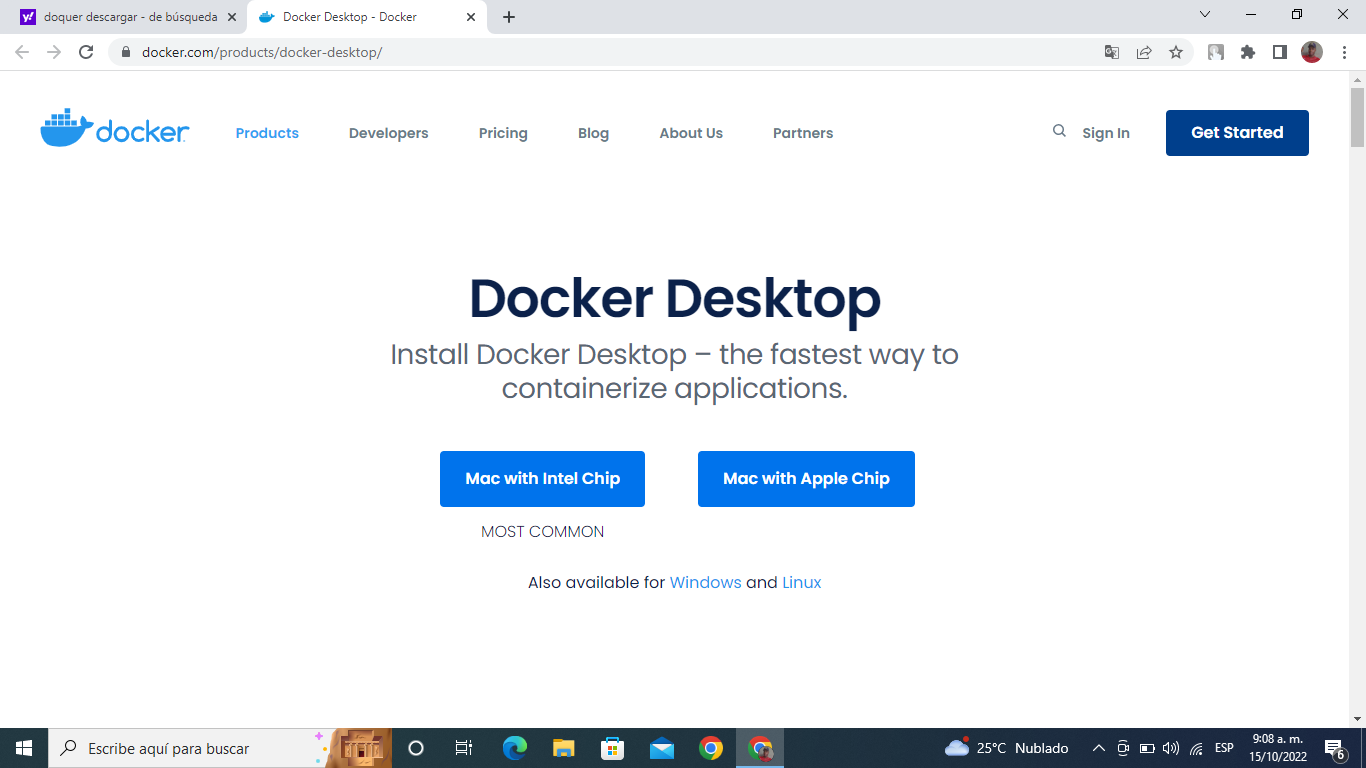 doquer descargar - de búsqueda
Docker Desktop - Docker
docker.com/products/docker-desktop/
docker
Products
Developers
Pricing
Blog
About Us
Partners
Sign In
Get Started
Docker Desktop
Install Docker Desktop – the fastest way to
containerize applications.
Mac with Intel Chip
Mac with Apple Chip
MOST COMMON
Also available for Windows and Linux
Escribe aquí para buscar
25°C Nublado
ESP
9:08 a. m.
15/10/2022
6